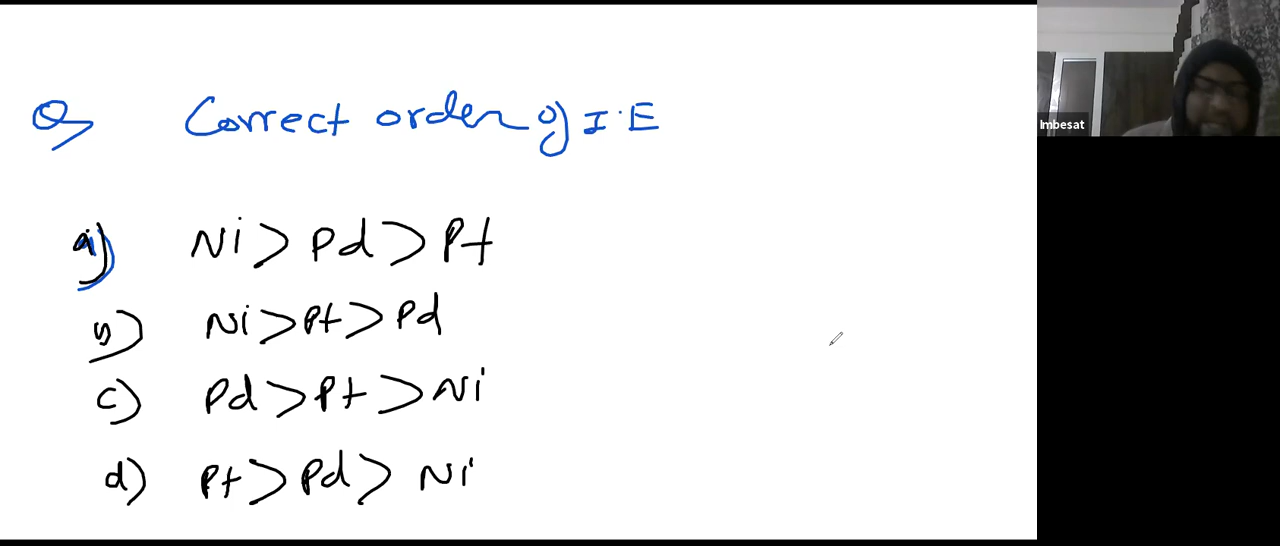 Q Correct order of I.E
Imbesat
a) Ni > Pd > Pt
b) Ni > Pt > Pd
c) Pd > Pt > Ni
d) Pt > Pd > Ni